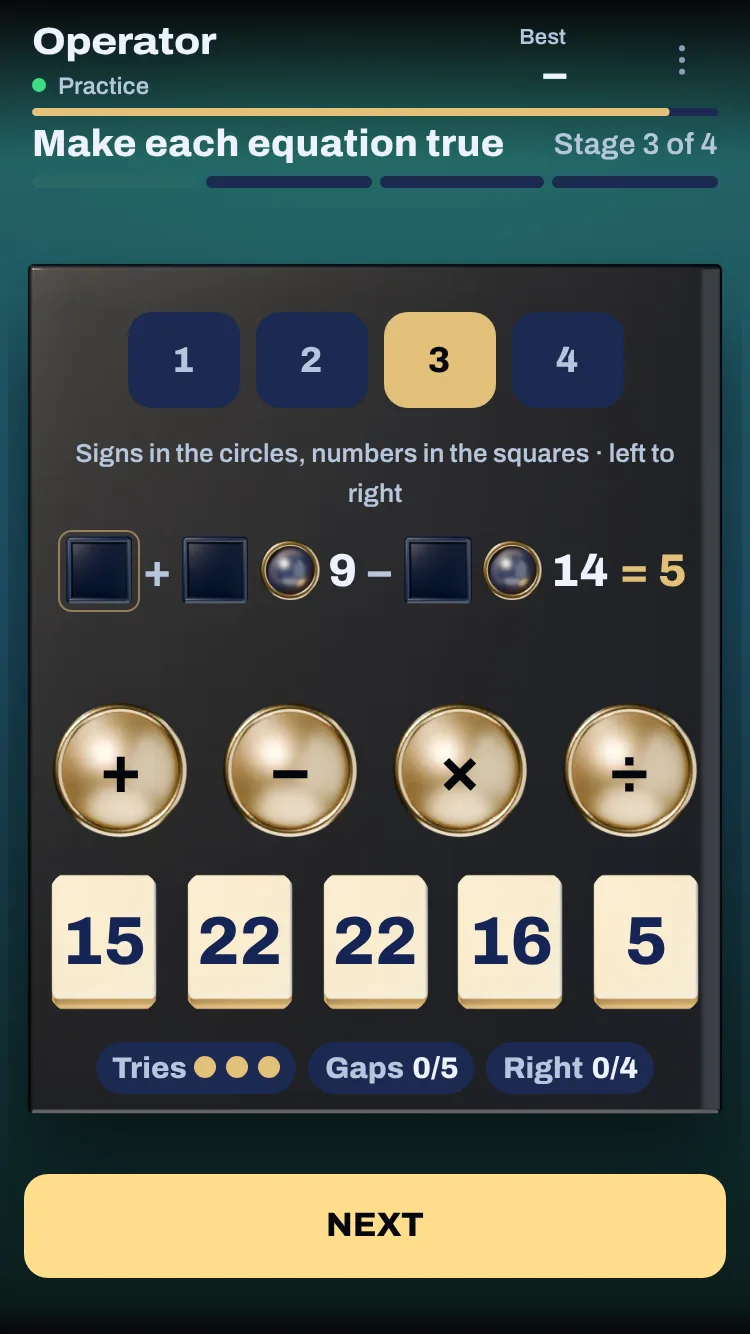 Operator
Best
Practice
–
Make each equation true
Stage 3 of 4
1 2 3 4
Signs in the circles, numbers in the squares · left to
right
+ 9 – 14 = 5
+ − × ÷
15 22 22 16 5
Tries
Gaps 0/5
Right 0/4
NEXT